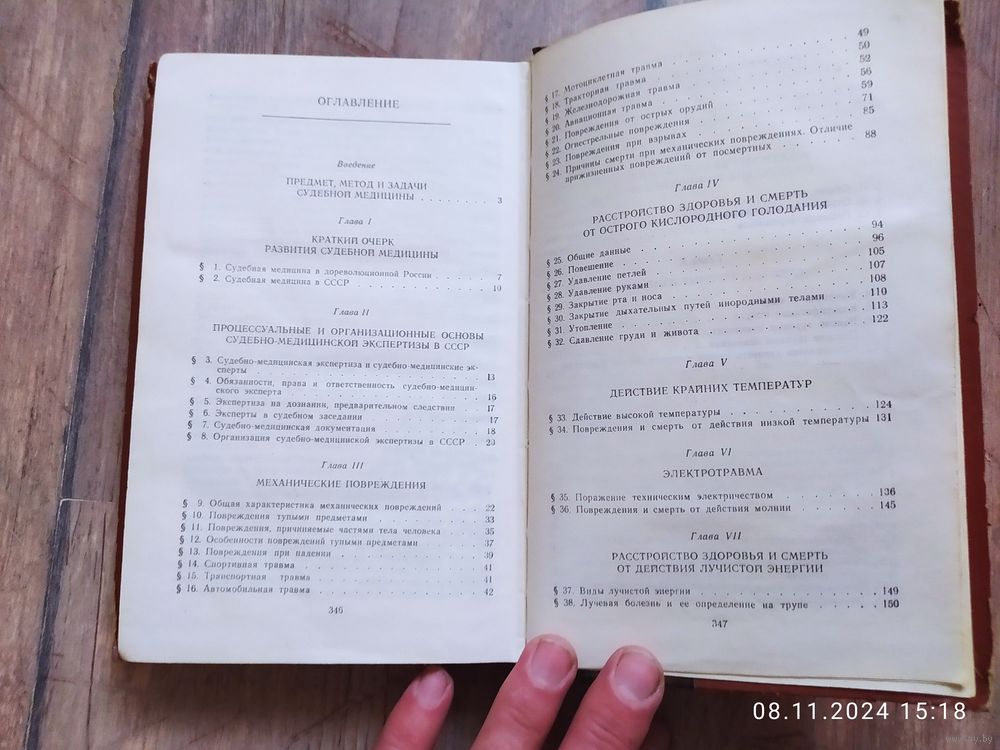 ОГЛАВЛЕНИЕ
Введение
ПРЕДМЕТ, МЕТОД И ЗАДАЧИ
СУДЕБНОЙ МЕДИЦИНЫ . . . . . . . 3
Глава I
КРАТКИЙ ОЧЕРК
РАЗВИТИЯ СУДЕБНОЙ МЕДИЦИНЫ
§ 1. Судебная медицина в дореволюционной России . . . . . 7
§ 2. Судебная медицина в СССР . . . . . . . . . . . 10
Глава II
ПРОЦЕССУАЛЬНЫЕ И ОРГАНИЗАЦИОННЫЕ ОСНОВЫ
СУДЕБНО-МЕДИЦИНСКОЙ ЭКСПЕРТИЗЫ В СССР
§ 3. Судебно-медицинская экспертиза и судебно-медицинские экс-
перты . . . . . . . . . . . . . . . . . 13
§ 4. Обязанности, права и ответственность судебно-медицин-
ского эксперта . . . . . . . . . . . . . . 16
§ 5. Экспертиза на дознании, предварительном следствии . . 17
§ 6. Эксперты в судебном заседании . . . . . . . . . 17
§ 7. Судебно-медицинская документация . . . . . . . . 18
§ 8. Организация судебно-медицинской экспертизы в СССР . . 20
Глава III
МЕХАНИЧЕСКИЕ ПОВРЕЖДЕНИЯ
§ 9. Общая характеристика механических повреждений . . . . 22
§ 10. Повреждения тупыми предметами . . . . . . . . . 33
§ 11. Повреждения, причиняемые частями тела человека . . . . 35
§ 12. Особенности повреждений тупыми предметами . . . . . 37
§ 13. Повреждения при падении . . . . . . . . . . . 39
§ 14. Спортивная травма . . . . . . . . . . . . . 41
§ 15. Транспортная травма . . . . . . . . . . . . 41
§ 16. Автомобильная травма . . . . . . . . . . . . 42
346
§ 17. Мотоциклетная травма . . . . . . . . . . . . 49
§ 18. Тракторная травма . . . . . . . . . . . . . 50
§ 19. Железнодорожная травма . . . . . . . . . . . 52
§ 20. Авиационная травма . . . . . . . . . . . . . 56
§ 21. Повреждения от острых орудий . . . . . . . . . 59
§ 22. Огнестрельные повреждения . . . . . . . . . . 71
§ 23. Повреждения при взрывах . . . . . . . . . . . 85
§ 24. Причины смерти при механических повреждениях. Отличие
прижизненных повреждений от посмертных . . . . . . 88
Глава IV
РАССТРОЙСТВО ЗДОРОВЬЯ И СМЕРТЬ
ОТ ОСТРОГО КИСЛОРОДНОГО ГОЛОДАНИЯ
§ 25. Общие данные . . . . . . . . . . . . . . . 94
§ 26. Повешение . . . . . . . . . . . . . . . . 96
§ 27. Удавление петлей . . . . . . . . . . . . . . 105
§ 28. Удавление руками . . . . . . . . . . . . . . 107
§ 29. Закрытие рта и носа . . . . . . . . . . . . . 108
§ 30. Закрытие дыхательных путей инородными телами . . . . 110
§ 31. Утопление . . . . . . . . . . . . . . . . 113
§ 32. Сдавление груди и живота . . . . . . . . . . . 122
Глава V
ДЕЙСТВИЕ КРАЙНИХ ТЕМПЕРАТУР
§ 33. Действие высокой температуры . . . . . . . . . 124
§ 34. Повреждения и смерть от действия низкой температуры 131
Глава VI
ЭЛЕКТРОТРАВМА
§ 35. Поражение техническим электричеством . . . . . . . 136
§ 36. Повреждения и смерть от действия молнии . . . . . . 145
Глава VII
РАССТРОЙСТВО ЗДОРОВЬЯ И СМЕРТЬ
ОТ ДЕЙСТВИЯ ЛУЧИСТОЙ ЭНЕРГИИ
§ 37. Виды лучистой энергии . . . . . . . . . . . . 149
§ 38. Лучевая болезнь и ее определение на трупе . . . . . 150
347
08.11.2024 15:18